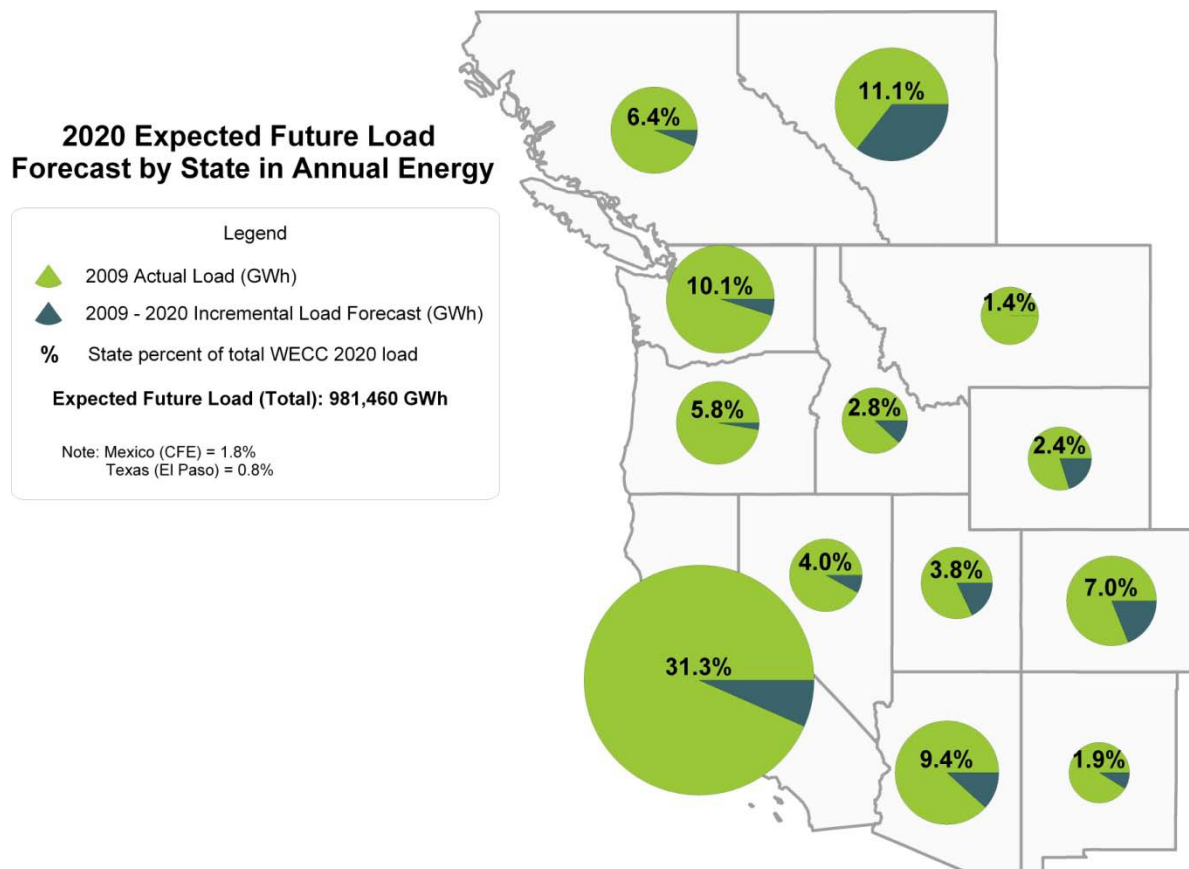 2020 Expected Future Load
Forecast by State in Annual Energy
Legend
2009 Actual Load (GWh)
2009 - 2020 Incremental Load Forecast (GWh)
% State percent of total WECC 2020 load
Expected Future Load (Total): 981,460 GWh
Note: Mexico (CFE) = 1.8%
Texas (El Paso) = 0.8%
6.4%
11.1%
10.1%
1.4%
5.8%
2.8%
2.4%
4.0%
3.8%
7.0%
31.3%
9.4%
1.9%